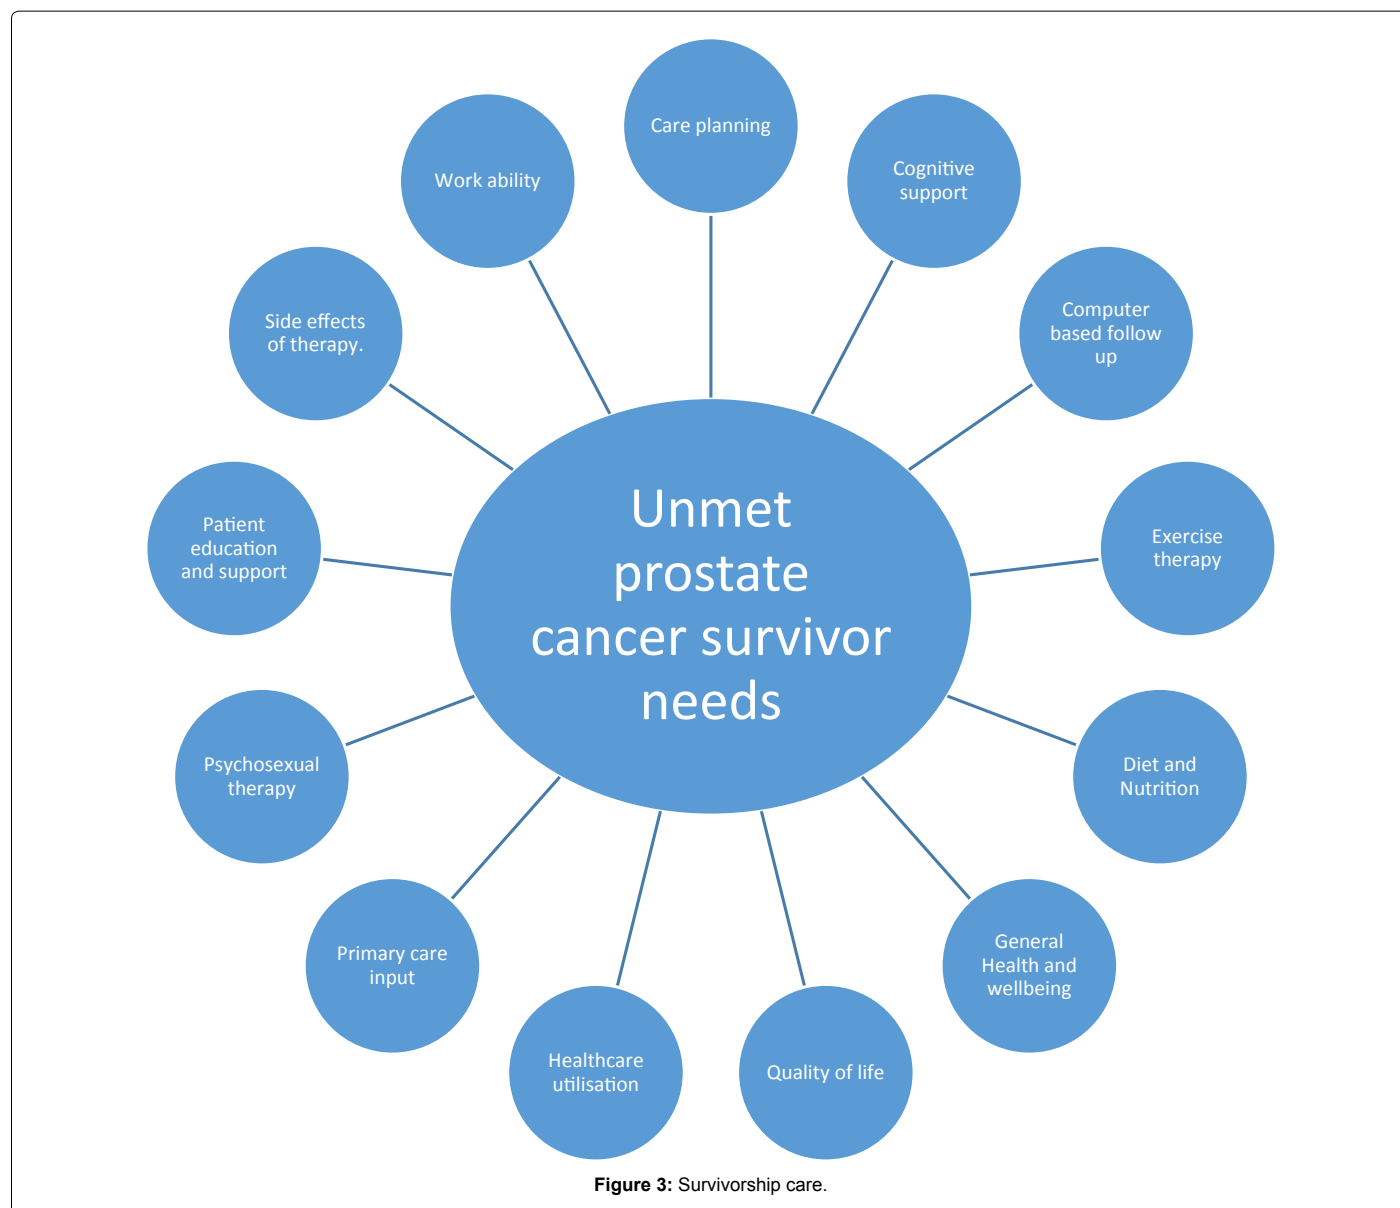 Care planning
Cognitive
support
Computer
based follow
up
Exercise
therapy
Diet and
Nutrition
General
Health and
wellbeing
Quality of life
Healthcare
utilisation
Primary care
input
Psychosexual
therapy
Patient
education
and support
Side effects
of therapy.
Work ability
Unmet
prostate
cancer survivor
needs
Figure 3: Survivorship care.